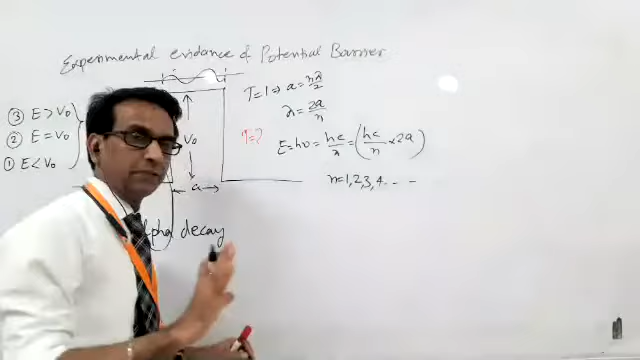 Experimental evidence of Potential Barrier
T=1 ⇒ a = nλ/2
λ = 2a/n
③ E > V₀
② E = V₀
① E < V₀
V₀
a
E = hν = hc/λ = (hc/n × 2a)
n=1,2,3,4 - - -
decay